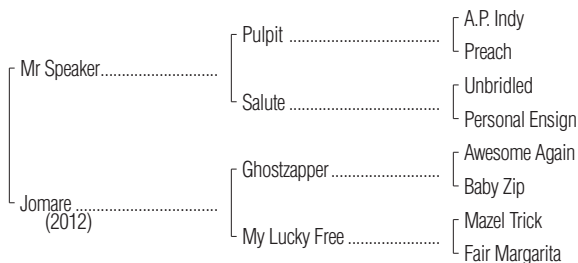 A.P. Indy
Pulpit ........................................
Preach
Mr Speaker...............................
Unbridled
Salute ........................................
Personal Ensign
Awesome Again
Ghostzapper .............................
Baby Zip
Jomare ......................................
(2012)
Mazel Trick
My Lucky Free ..........................
Fair Margarita